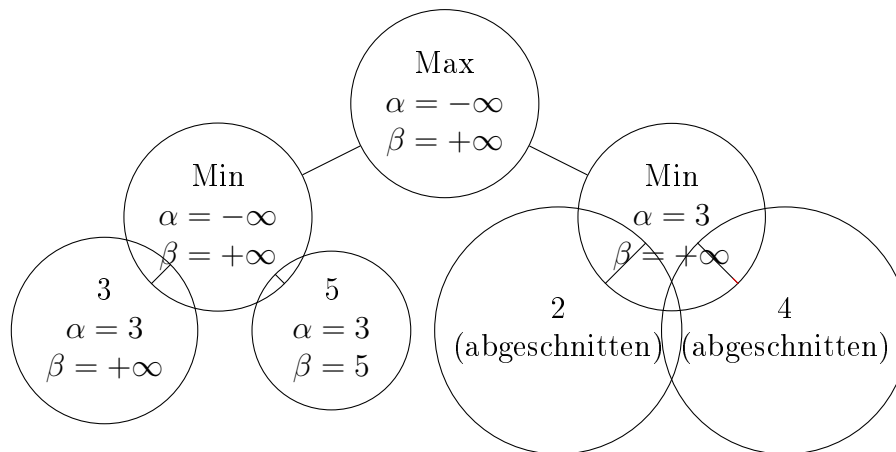 Max
α = −∞
β = +∞
Min
α = −∞
β = +∞
Min
α = 3
β = +∞
3
α = 3
β = +∞
5
α = 3
β = 5
2
(abgeschnitten)
4
(abgeschnitten)